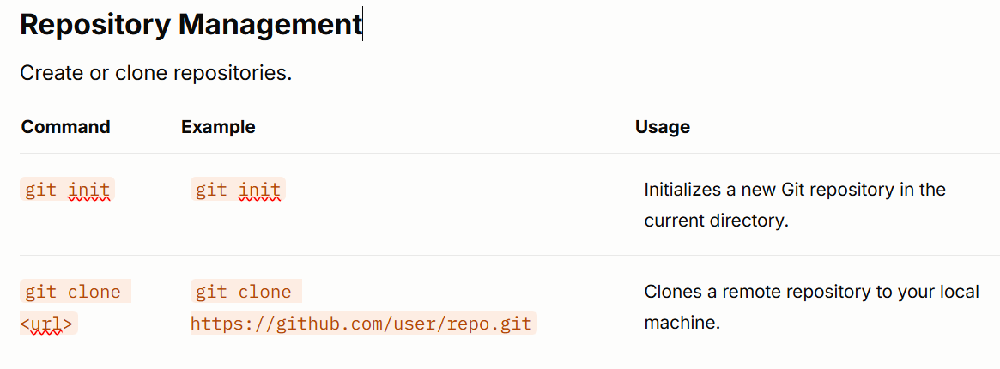 Repository Management
Create or clone repositories.
Command Example Usage
git init git init Initializes a new Git repository in the
current directory.
git clone git clone Clones a remote repository to your local
<url> https://github.com/user/repo.git machine.